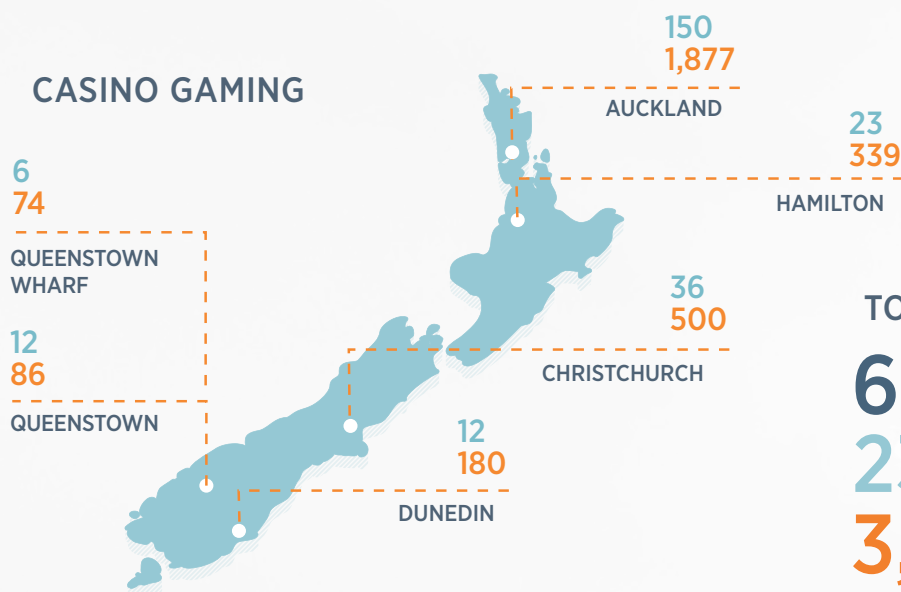 CASINO GAMING
150
1,877
AUCKLAND
23
339
HAMILTON
6
74
QUEENSTOWN
WHARF
12
86
QUEENSTOWN
36
500
CHRISTCHURCH
12
180
DUNEDIN